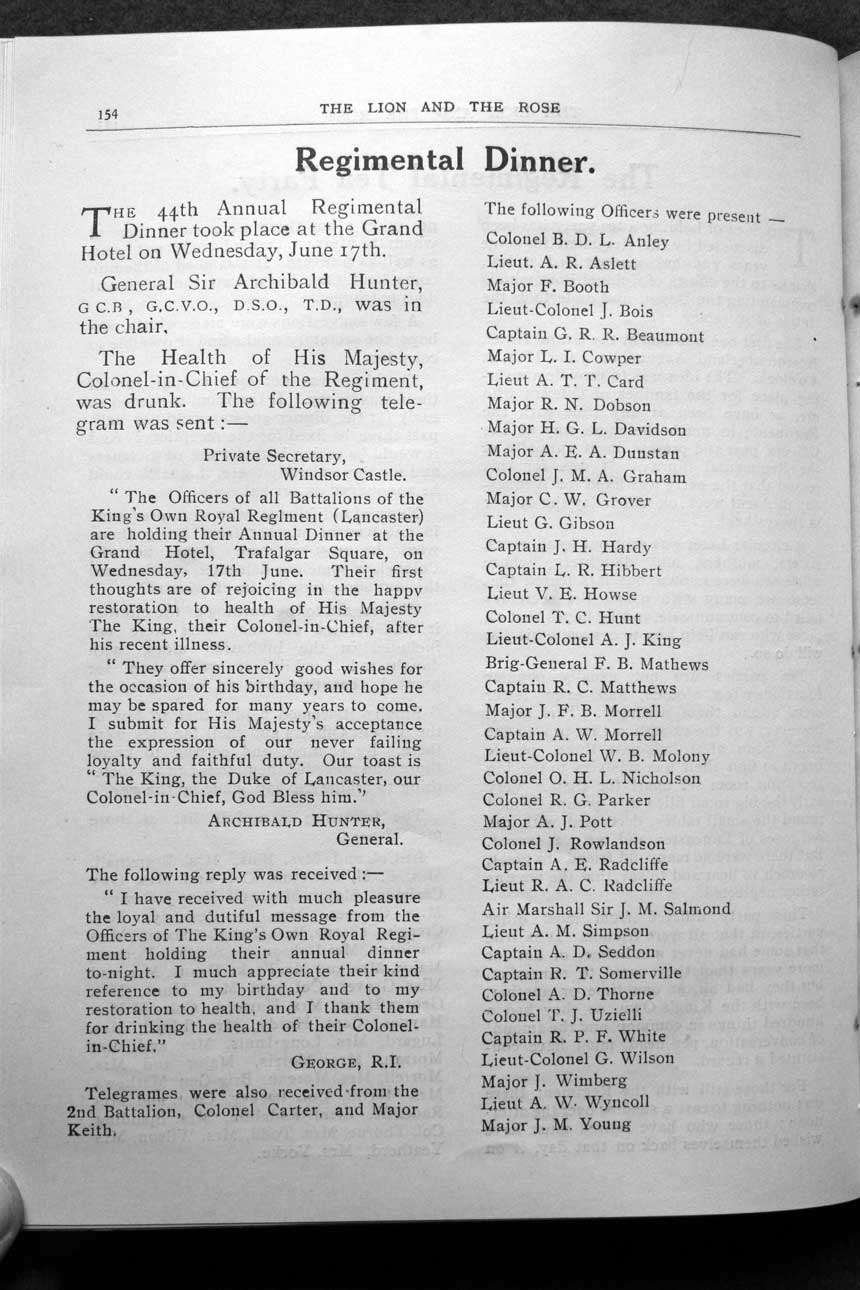 154
THE LION AND THE ROSE
Regimental Dinner.
THE 44th Annual Regimental
Dinner took place at the Grand
Hotel on Wednesday, June 17th.
General Sir Archibald Hunter,
G C.B , G.C.V.O., D.S.O., T.D., was in
the chair.
The Health of His Majesty,
Colonel-in-Chief of the Regiment,
was drunk. The following tele-
gram was sent :—
Private Secretary,
Windsor Castle.
“ The Officers of all Battalions of the
King's Own Royal Reglment (Lancaster)
are holding their Annual Dinner at the
Grand Hotel, Trafalgar Square, on
Wednesday, 17th June. Their first
thoughts are of rejoicing in the happv
restoration to health of His Majesty
The King, their Colonel-in-Chief, after
his recent illness.
“ They offer sincerely good wishes for
the occasion of his birthday, and hope he
may be spared for many years to come.
I submit for His Majesty's acceptance
the expression of our never failing
loyalty and faithful duty. Our toast is
“ The King, the Duke of Lancaster, our
Colonel-in-Chief, God Bless him.”
ARCHIBALD HUNTER,
General.
The following reply was received :—
“ I have received with much pleasure
the loyal and dutiful message from the
Officers of The King's Own Royal Regi-
ment holding their annual dinner
to-night. I much appreciate their kind
reference to my birthday and to my
restoration to health, and I thank them
for drinking the health of their Colonel-
in-Chief."
GEORGE, R.I.
Telegrames were also received from the
2nd Battalion, Colonel Carter, and Major
Keith.
The following Officers were present —
Colonel B. D. L. Anley
Lieut. A. R. Aslett
Major F. Booth
Lieut-Colonel J. Bois
Captain G. R. R. Beaumont
Major L. I. Cowper
Lieut A. T. T. Card
Major R. N. Dobson
Major H. G. L. Davidson
Major A. E. A. Dunstan
Colonel J. M. A. Graham
Major C. W. Grover
Lieut G. Gibson
Captain J. H. Hardy
Captain L. R. Hibbert
Lieut V. E. Howse
Colonel T. C. Hunt
Lieut-Colonel A. J. King
Brig-General F. B. Mathews
Captain R. C. Matthews
Major J. F. B. Morrell
Captain A. W. Morrell
Lieut-Colonel W. B. Molony
Colonel O. H. L. Nicholson
Colonel R. G. Parker
Major A. J. Pott
Colonel J. Rowlandson
Captain A. E. Radcliffe
Lieut R. A. C. Radcliffe
Air Marshall Sir J. M. Salmond
Lieut A. M. Simpson
Captain A. D. Seddon
Captain R. T. Somerville
Colonel A. D. Thorne
Colonel T. J. Uzielli
Captain R. P. F. White
Lieut-Colonel G. Wilson
Major J. Wimberg
Lieut A. W. Wyncoll
Major J. M. Young